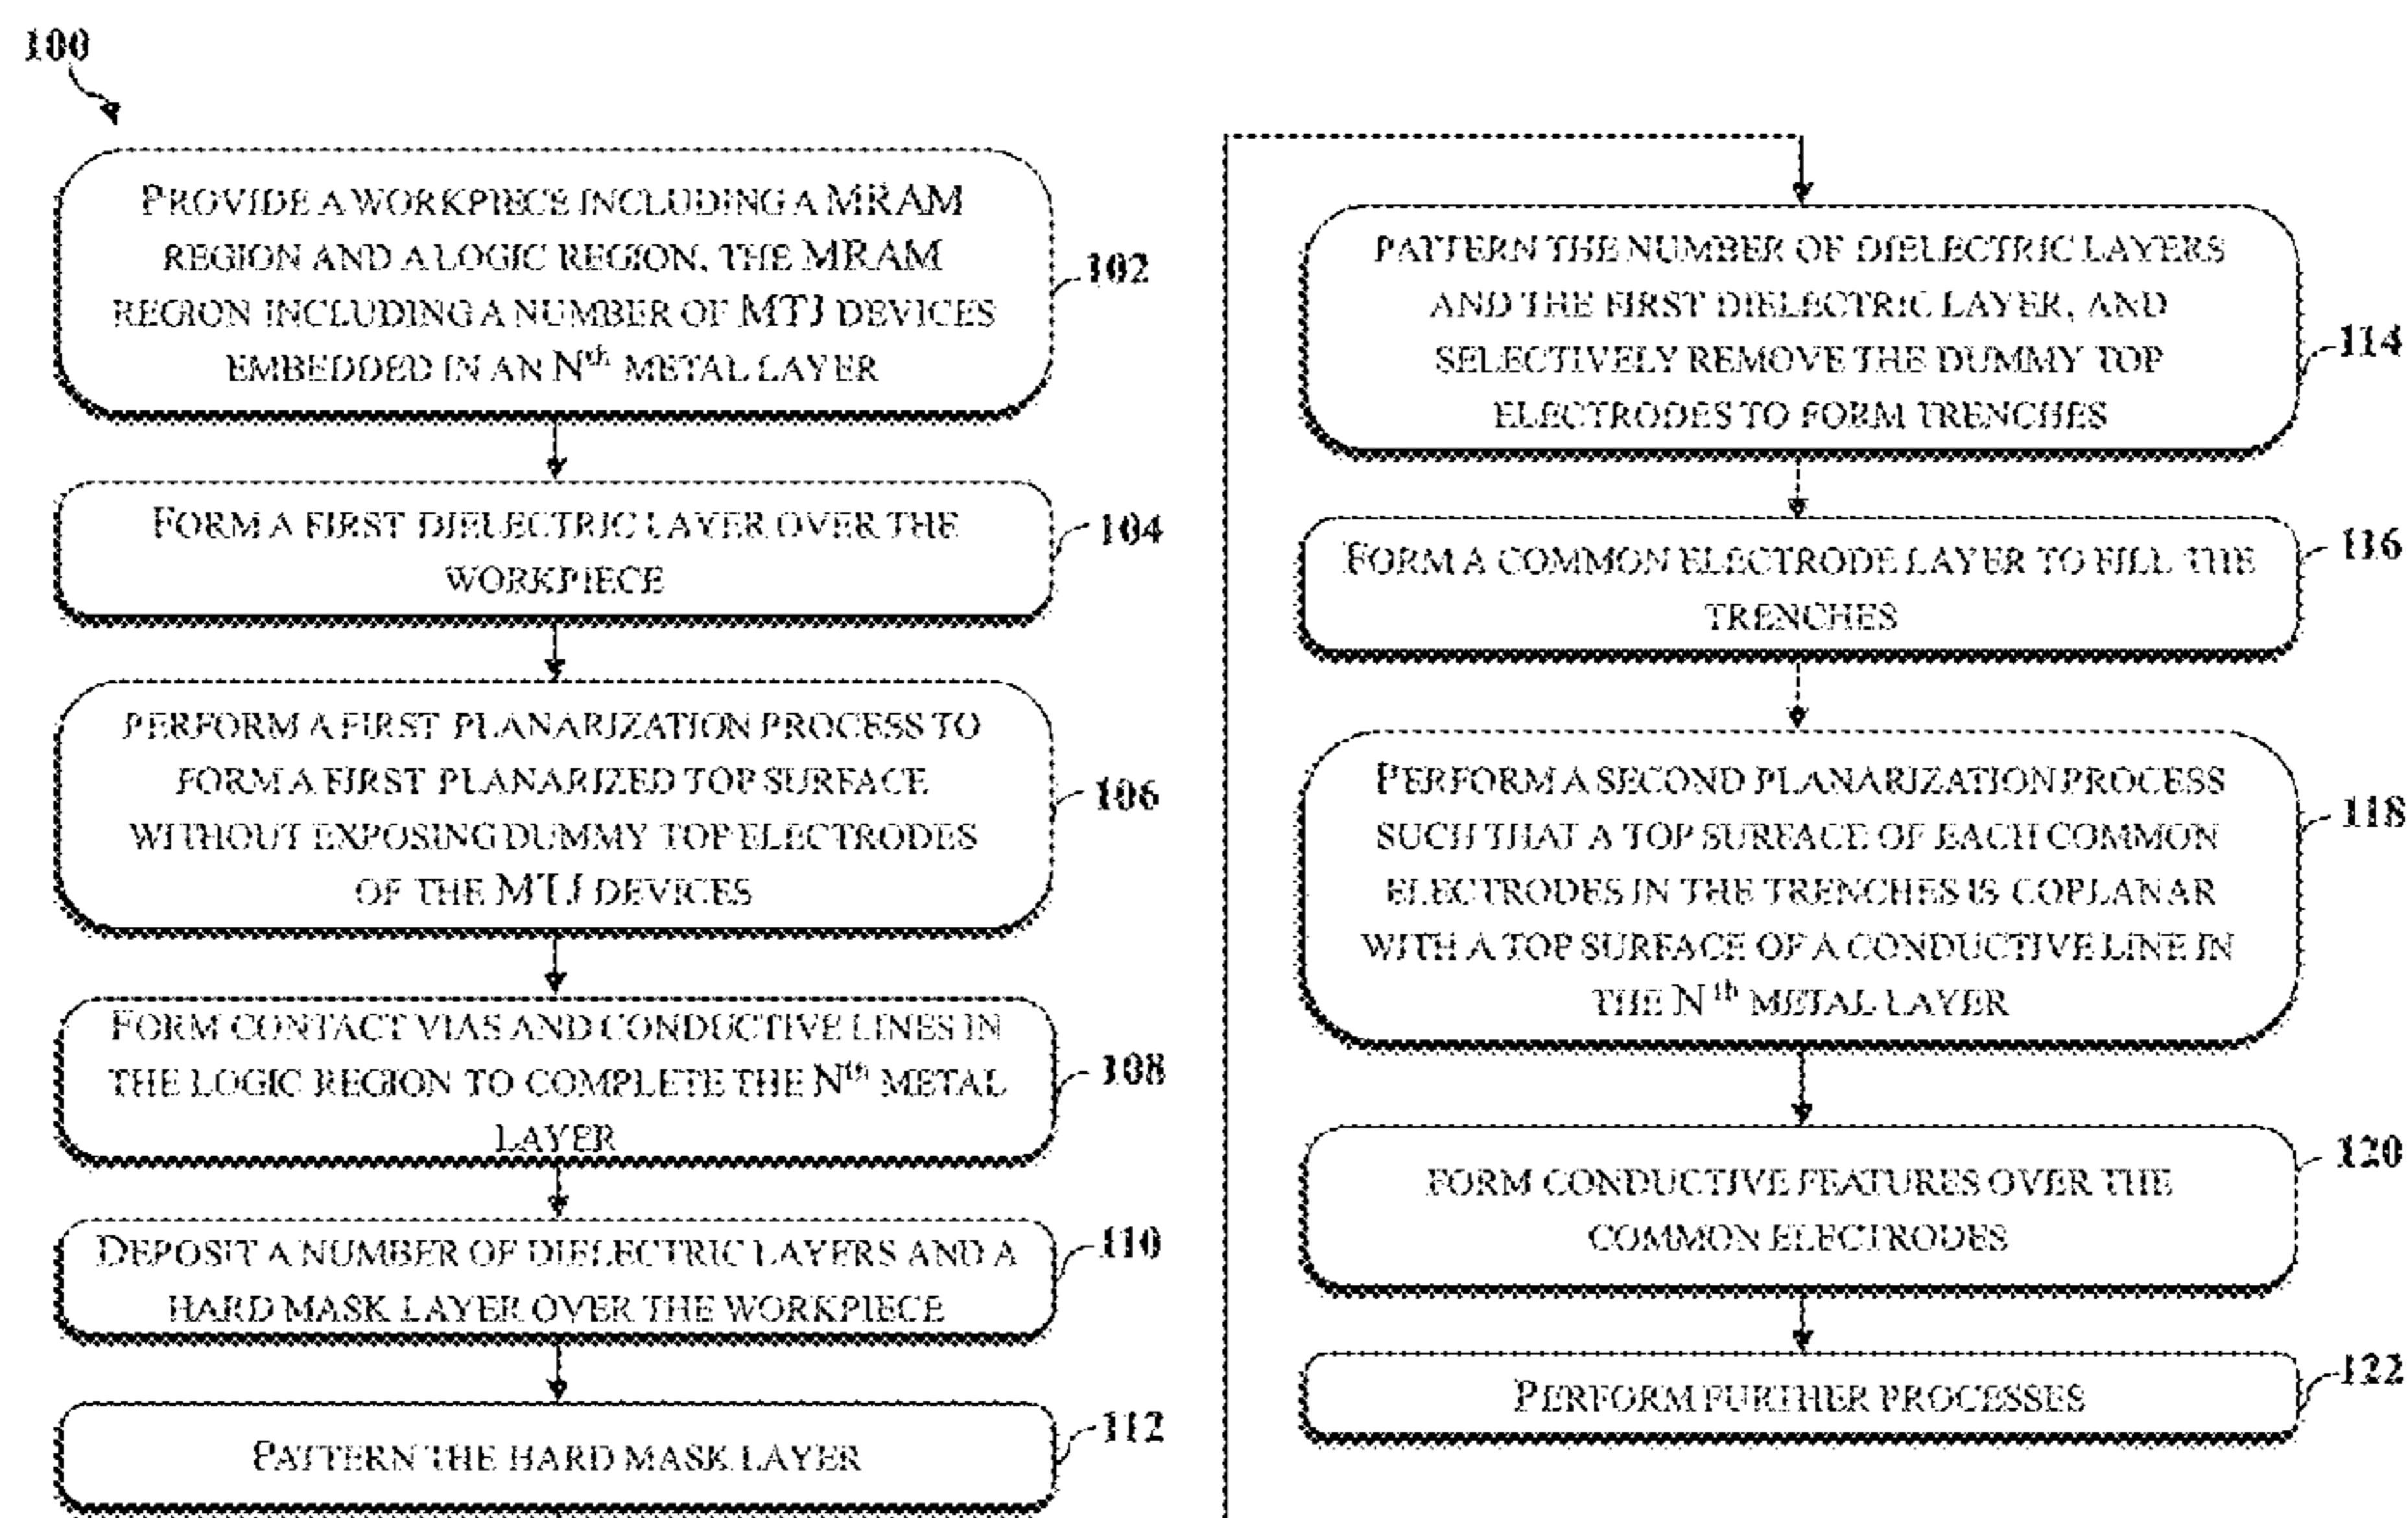 100
PROVIDE A WORKPIECE INCLUDING A MRAM
REGION AND A LOGIC REGION, THE MRAM
REGION INCLUDING A NUMBER OF MTJ DEVICES
EMBEDDED IN AN Nth METAL LAYER
102
FORM A FIRST DIELECTRIC LAYER OVER THE
WORKPIECE
104
PERFORM A FIRST PLANARIZATION PROCESS TO
FORM A FIRST PLANARIZED TOP SURFACE
WITHOUT EXPOSING DUMMY TOP ELECTRODES
OF THE MTJ DEVICES
106
FORM CONTACT VIAS AND CONDUCTIVE LINES IN
THE LOGIC REGION TO COMPLETE THE Nth METAL
LAYER
108
DEPOSIT A NUMBER OF DIELECTRIC LAYERS AND A
HARD MASK LAYER OVER THE WORKPIECE
110
PATTERN THE HARD MASK LAYER
112
PATTERN THE NUMBER OF DIELECTRIC LAYERS
AND THE FIRST DIELECTRIC LAYER, AND
SELECTIVELY REMOVE THE DUMMY TOP
ELECTRODES TO FORM TRENCHES
114
FORM A COMMON ELECTRODE LAYER TO FILL THE
TRENCHES
116
PERFORM A SECOND PLANARIZATION PROCESS
SUCH THAT A TOP SURFACE OF EACH COMMON
ELECTRODES IN THE TRENCHES IS COPLANAR
WITH A TOP SURFACE OF A CONDUCTIVE LINE IN
THE Nth METAL LAYER
118
FORM CONDUCTIVE FEATURES OVER THE
COMMON ELECTRODES
120
PERFORM FURTHER PROCESSES
122